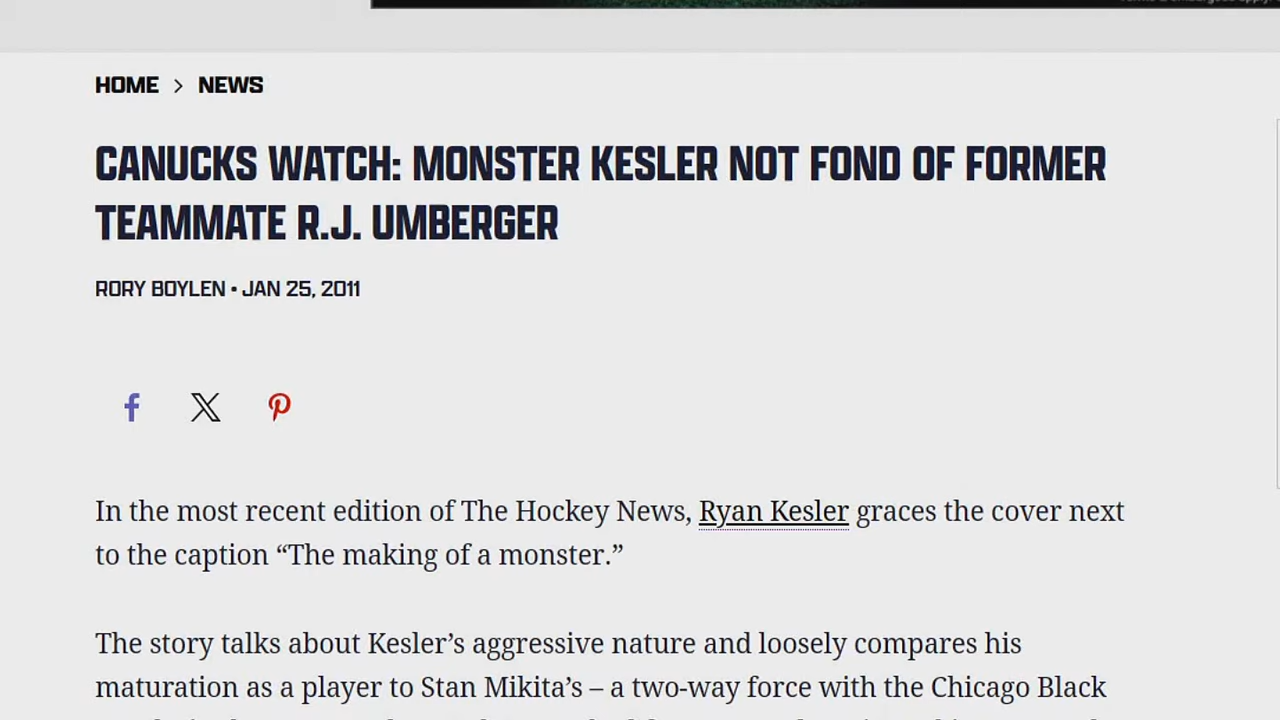 HOME > NEWS
CANUCKS WATCH: MONSTER KESLER NOT FOND OF FORMER
TEAMMATE R.J. UMBERGER
RORY BOYLEN • JAN 25, 2011
In the most recent edition of The Hockey News, Ryan Kesler graces the cover next
to the caption “The making of a monster.”
The story talks about Kesler’s aggressive nature and loosely compares his
maturation as a player to Stan Mikita’s – a two-way force with the Chicago Black